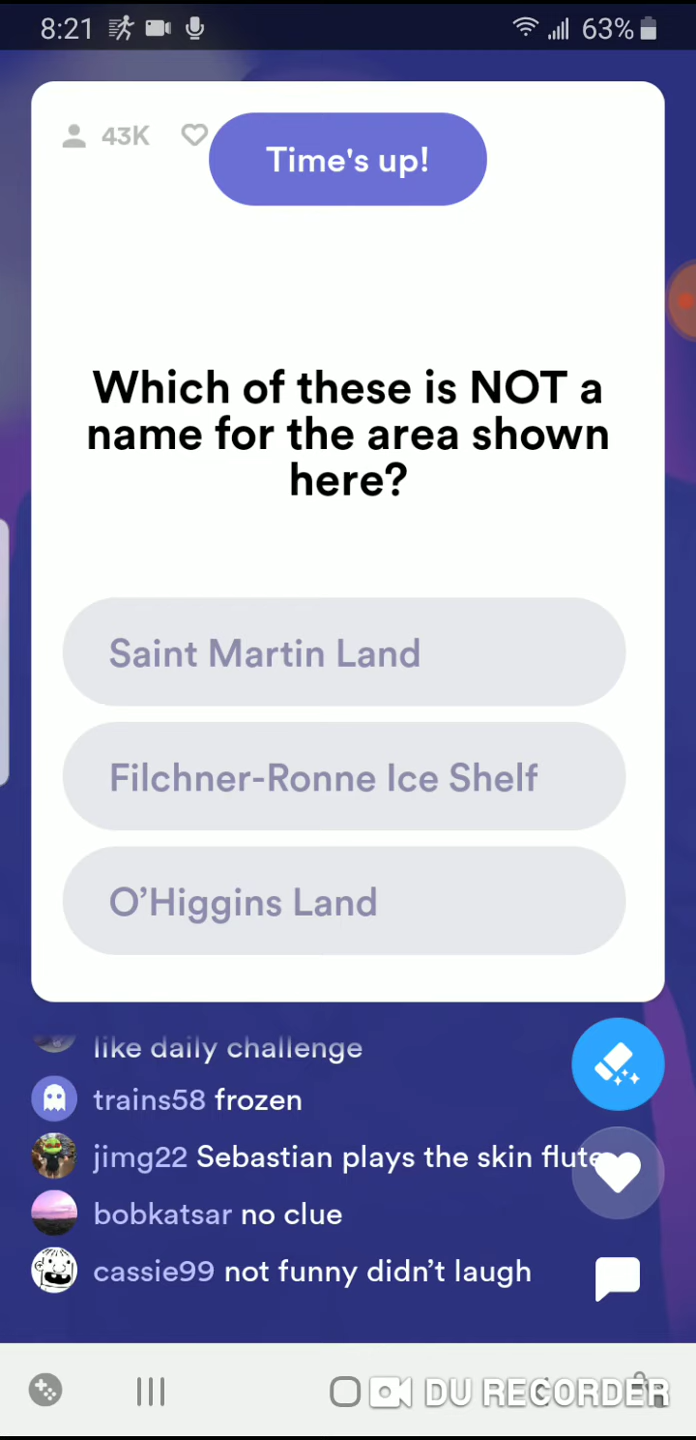 8:21
63%
43K
Time's up!
Which of these is NOT a
name for the area shown
here?
Saint Martin Land
Filchner-Ronne Ice Shelf
O’Higgins Land
like daily challenge
trains58 frozen
jimg22 Sebastian plays the skin flute
bobkatsar no clue
cassie99 not funny didn’t laugh
DU RECORDER